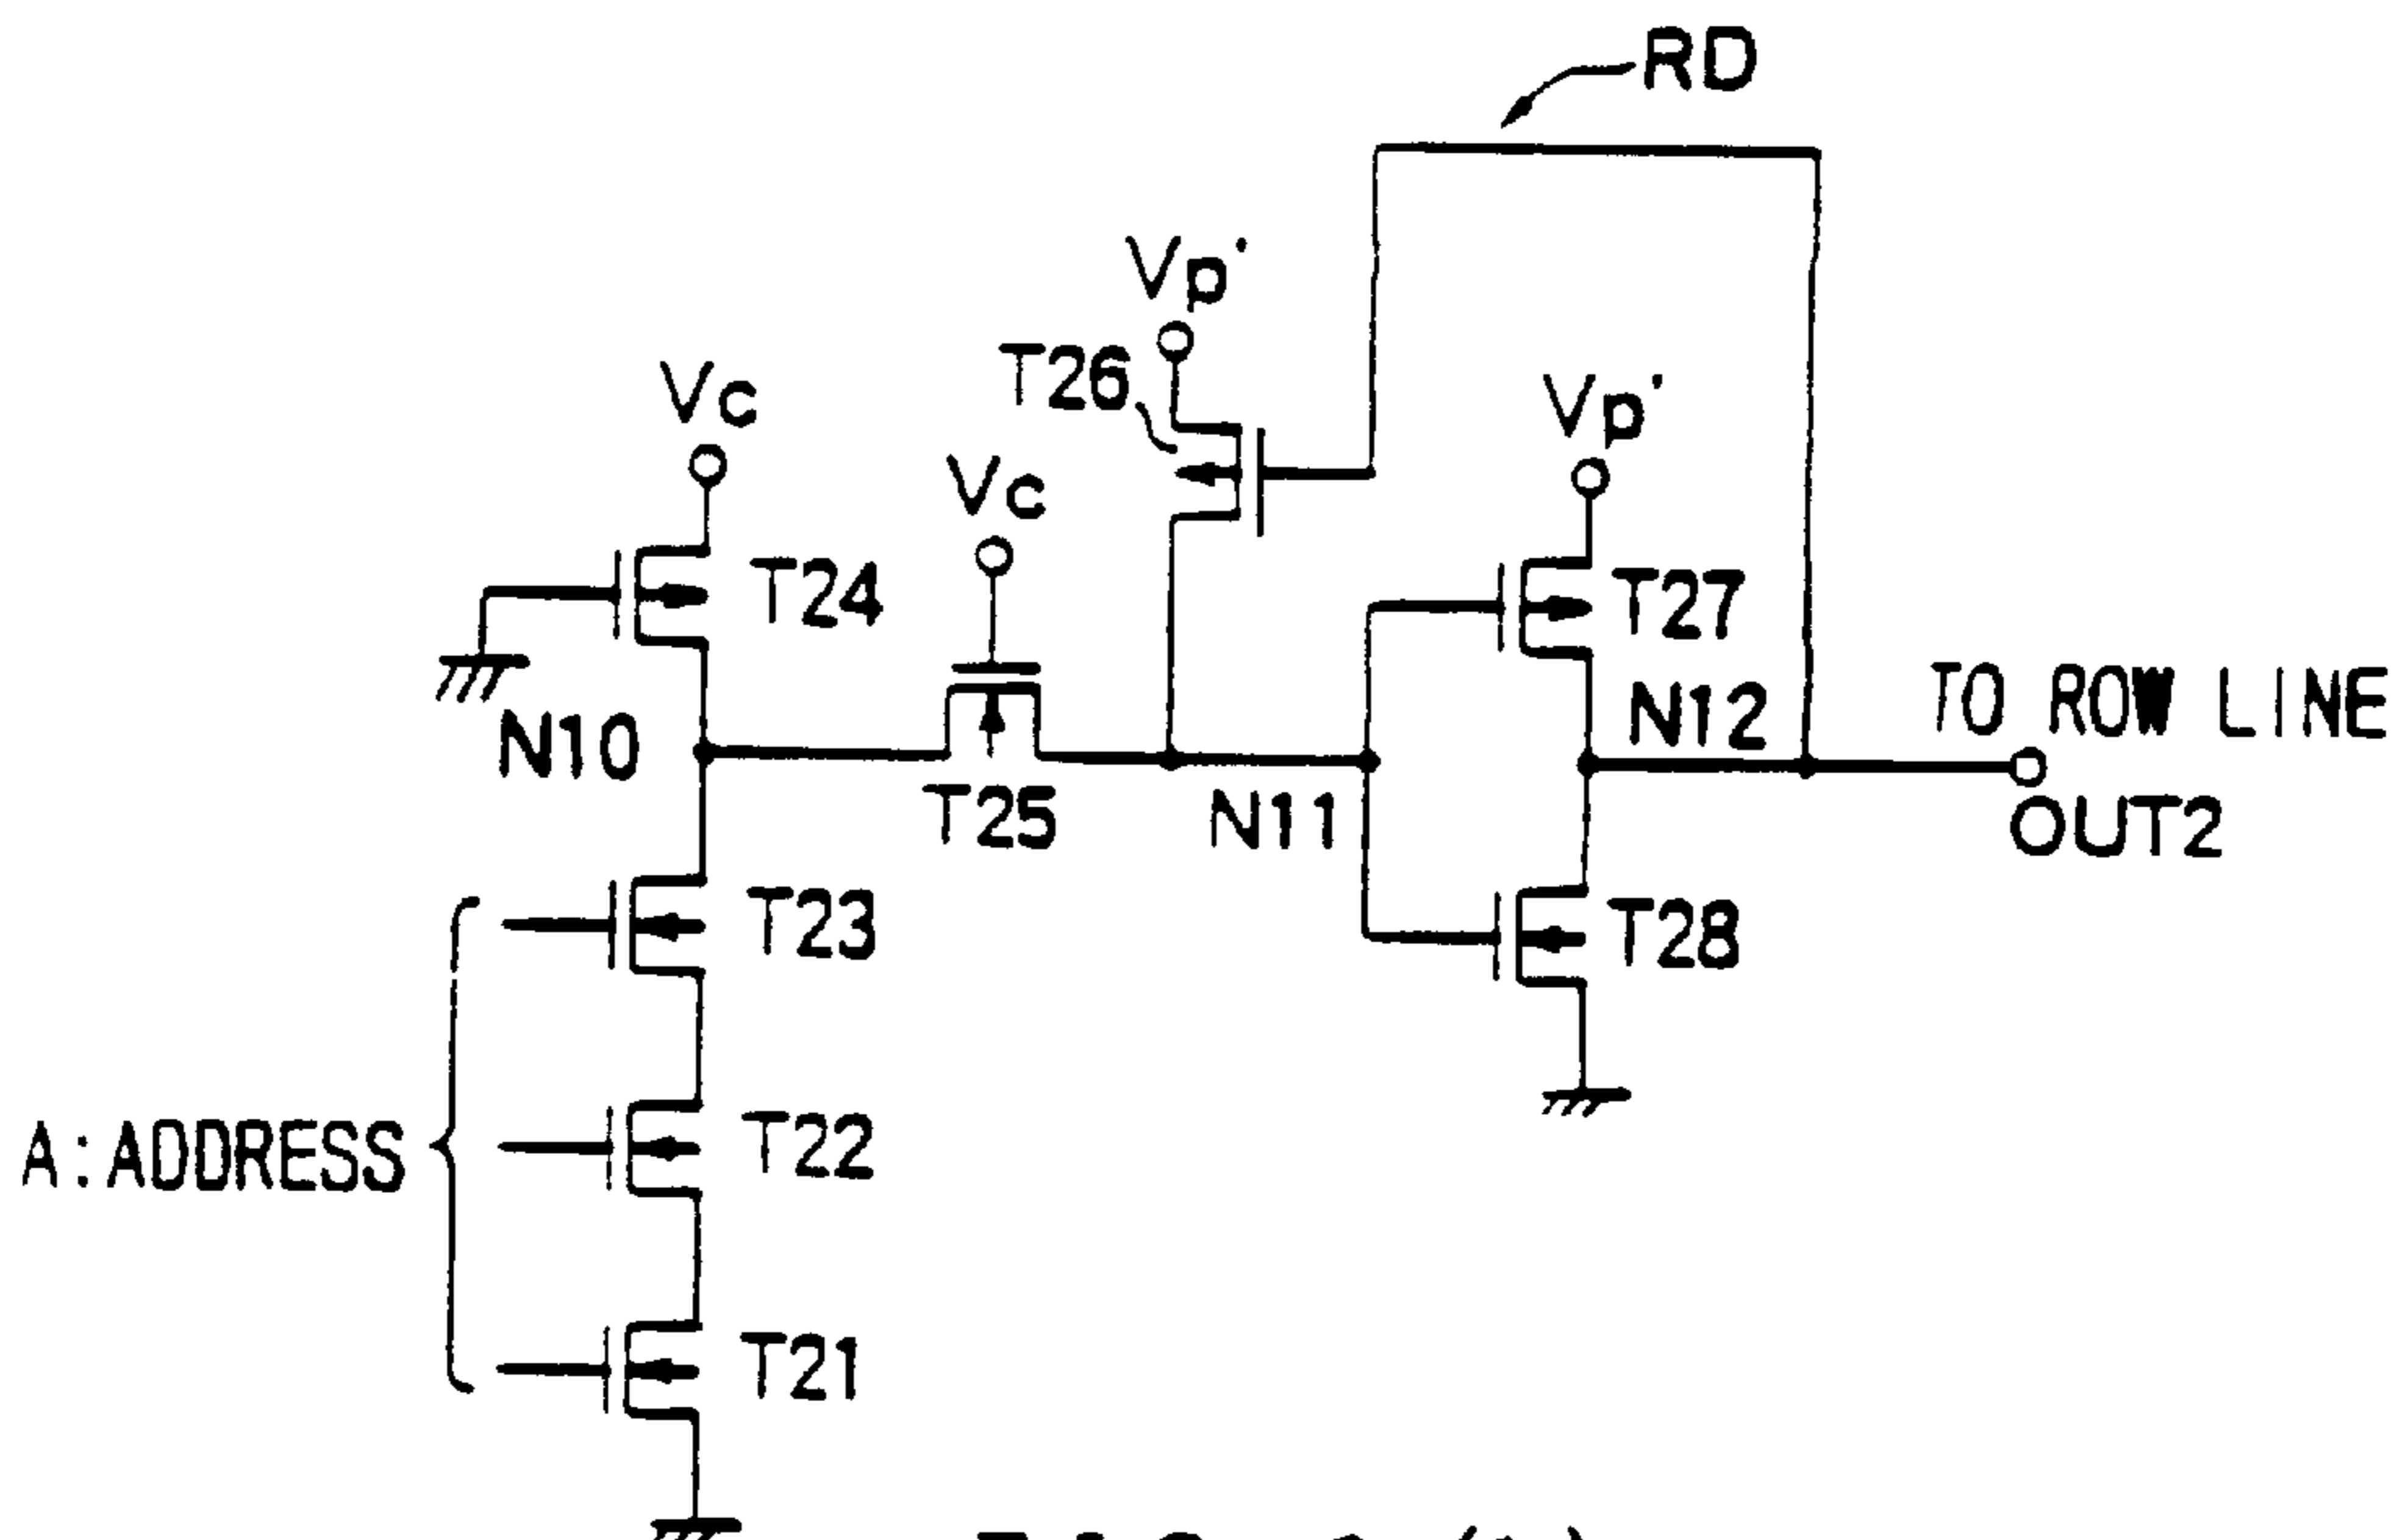 RD
Vp'
T26
Vc
Vp'
Vc
T24
T27
N10
N12
TO ROW LINE
T25
N11
OUT2
T23
T28
A:ADDRESS
T22
T21